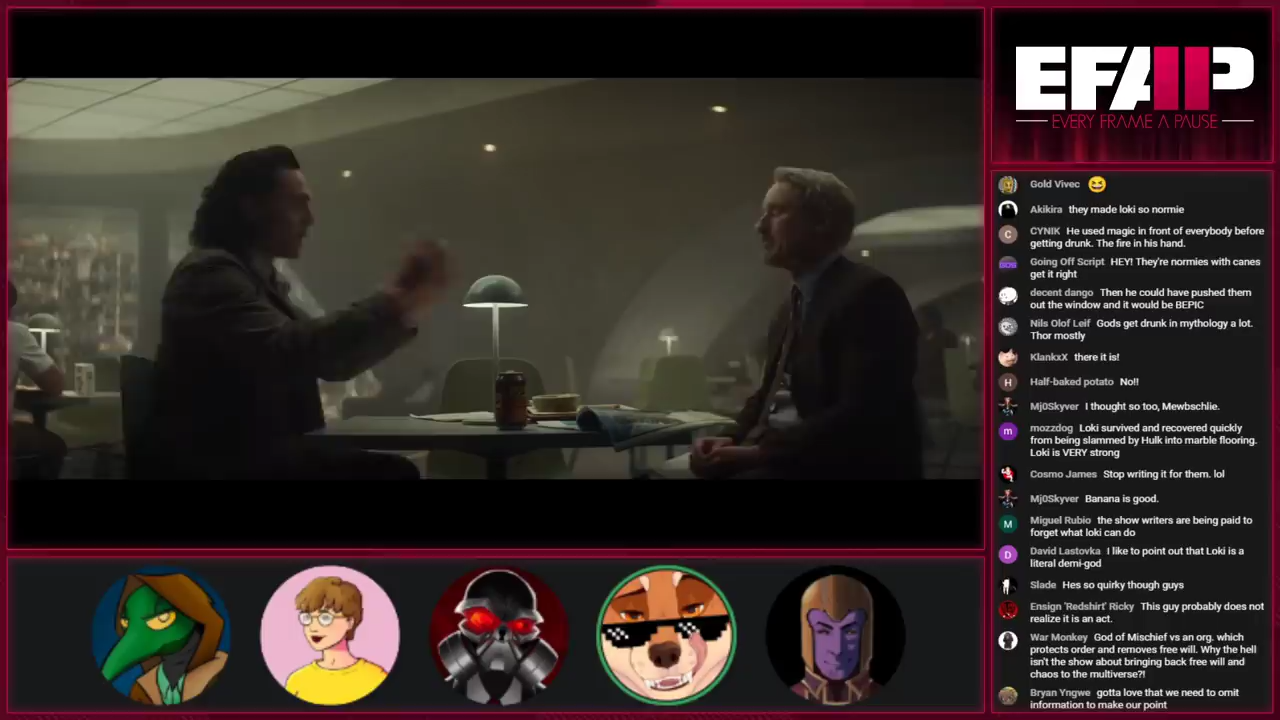 EFAP
EVERY FRAME A PAUSE
Gold Vivec 😆
Akikira they made loki so normie
CYNIK He used magic in front of everybody before
getting drunk. The fire in his hand.
Going Off Script HEY! They're normies with canes
get it right
decent dango Then he could have pushed them
out the window and it would be BEPIC
Nils Olof Leif Gods get drunk in mythology a lot.
Thor mostly
KlankxX there it is!
H
Half-baked potato No!!
Mj0Skyver I thought so too, Mewbschlie.
m
mozzdog Loki survived and recovered quickly
from being slammed by Hulk into marble flooring.
Loki is VERY strong
Cosmo James Stop writing it for them. lol
Mj0Skyver Banana is good.
M
Miguel Rubio the show writers are being paid to
forget what loki can do
D
David Lastovka I like to point out that Loki is a
literal demi-god
Slade Hes so quirky though guys
Ensign 'Redshirt' Ricky This guy probably does not
realize it is an act.
War Monkey God of Mischief vs an org. which
protects order and removes free will. Why the hell
isn't the show about bringing back free will and
chaos to the multiverse?!
Bryan Yngwe gotta love that we need to omit
information to make our point